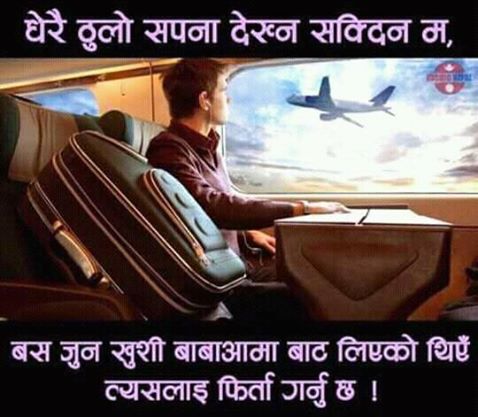 धेरै ठुलो सपना देख्न सक्दिन म,
बस जुन खुशी बाबाआमा बाट लिएको थिएँ
त्यसलाइ फिर्ता गर्नु छ !